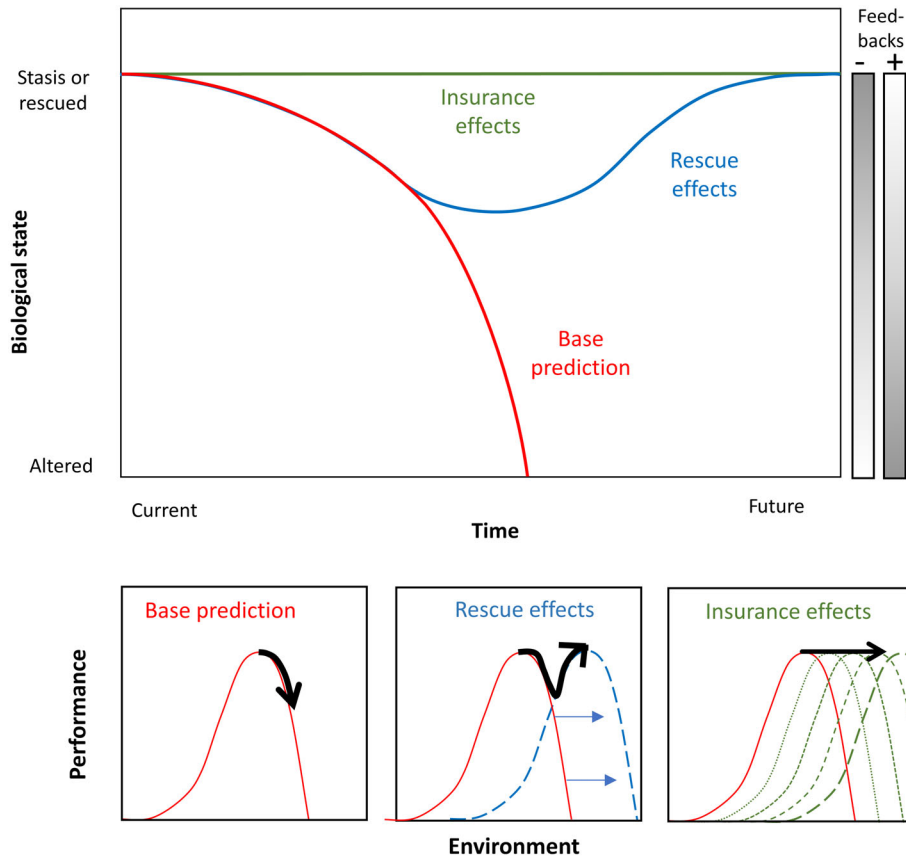 Feed-
backs
- +
Stasis or
rescued
Insurance
effects
Rescue
effects
Biological state
Base
prediction
Altered
Current
Future
Time
Base prediction
Rescue effects
Insurance effects
Performance
Environment